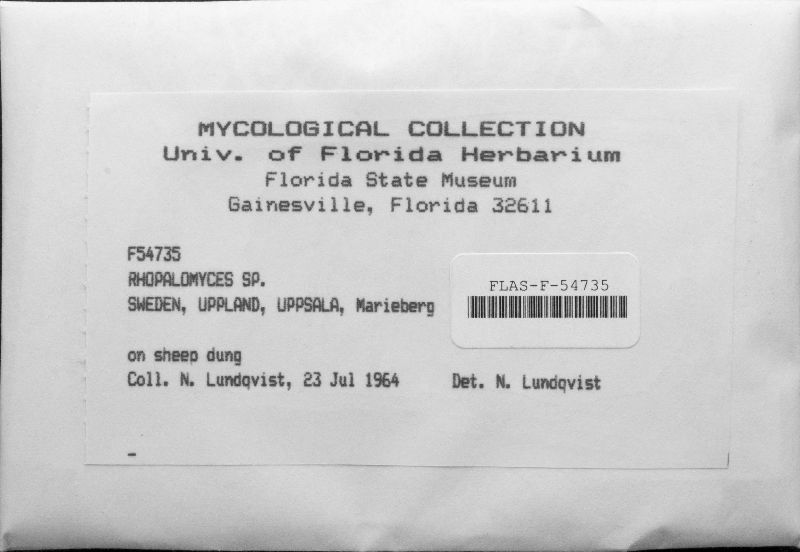 MYCOLOGICAL COLLECTION
Univ. of Florida Herbarium
Florida State Museum
Gainesville, Florida 32611
F54735
RHOPALOMYCES SP.
SWEDEN, UPPLAND, UPPSALA, Marieberg
FLAS-F-54735
on sheep dung
Coll. N. Lundqvist, 23 Jul 1964 Det. N. Lundqvist
-